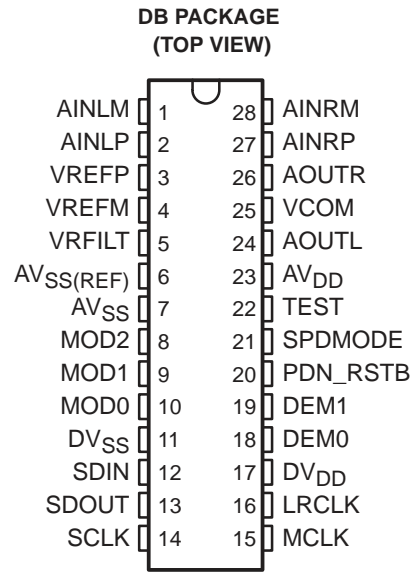 DB PACKAGE
(TOP VIEW)
AINLM 1 28 AINRM
AINLP 2 27 AINRP
VREFP 3 26 AOUTR
VREFM 4 25 VCOM
VRFILT 5 24 AOUTL
AVSS(REF) 6 23 AVDD
AVSS 7 22 TEST
MOD2 8 21 SPDMODE
MOD1 9 20 PDN_RSTB
MOD0 10 19 DEM1
DVSS 11 18 DEM0
SDIN 12 17 DVDD
SDOUT 13 16 LRCLK
SCLK 14 15 MCLK